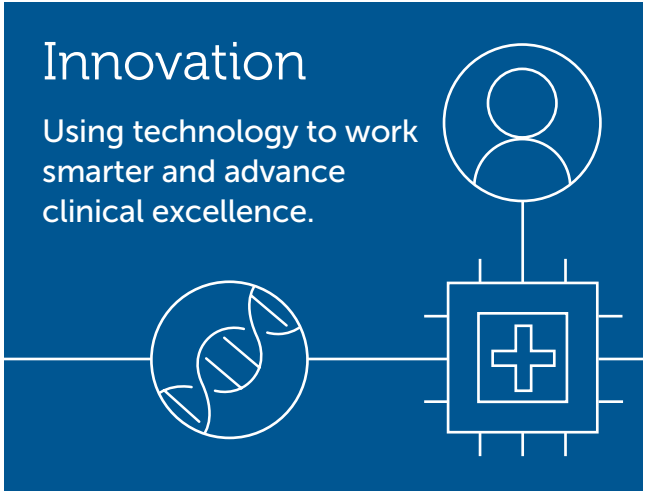 Innovation
Using technology to work
smarter and advance
clinical excellence.